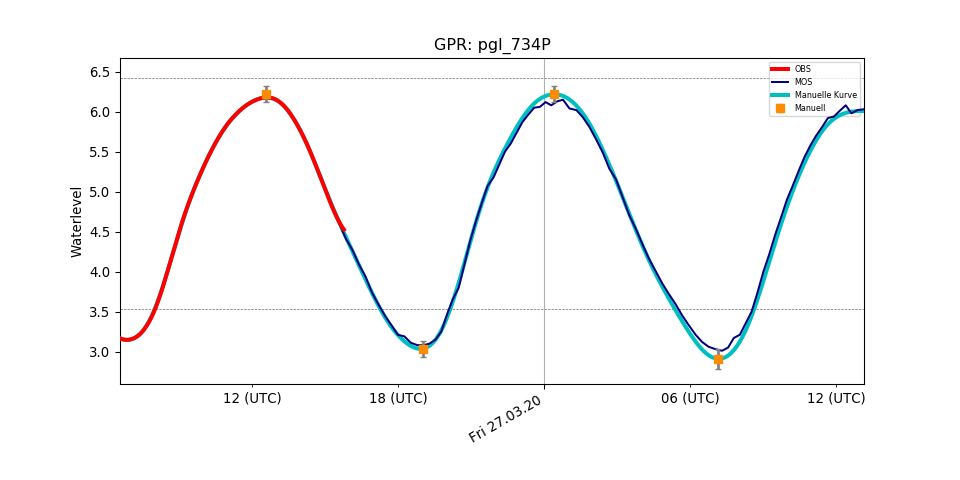 GPR: pgl_734P
6.5
6.0
5.5
5.0
4.5
4.0
3.5
3.0
Waterlevel
OBS
MOS
Manuelle Kurve
Manuell
12 (UTC)
18 (UTC)
Fri 27.03.20
06 (UTC)
12 (UTC)